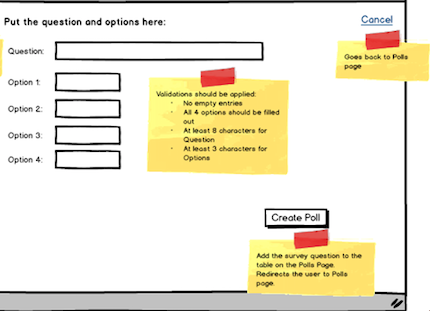 Put the question and options here:
Cancel
Question:
Goes back to Polls
page
Option 1:
Option 2:
Option 3:
Option 4:
Validations should be applied:
- No empty entries
- All 4 options should be filled
out
- At least 8 characters for
Question
- At least 3 characters for
Options
Create Poll
Add the survey question to the
table on the Polls Page.
Redirects the user to Polls
page.